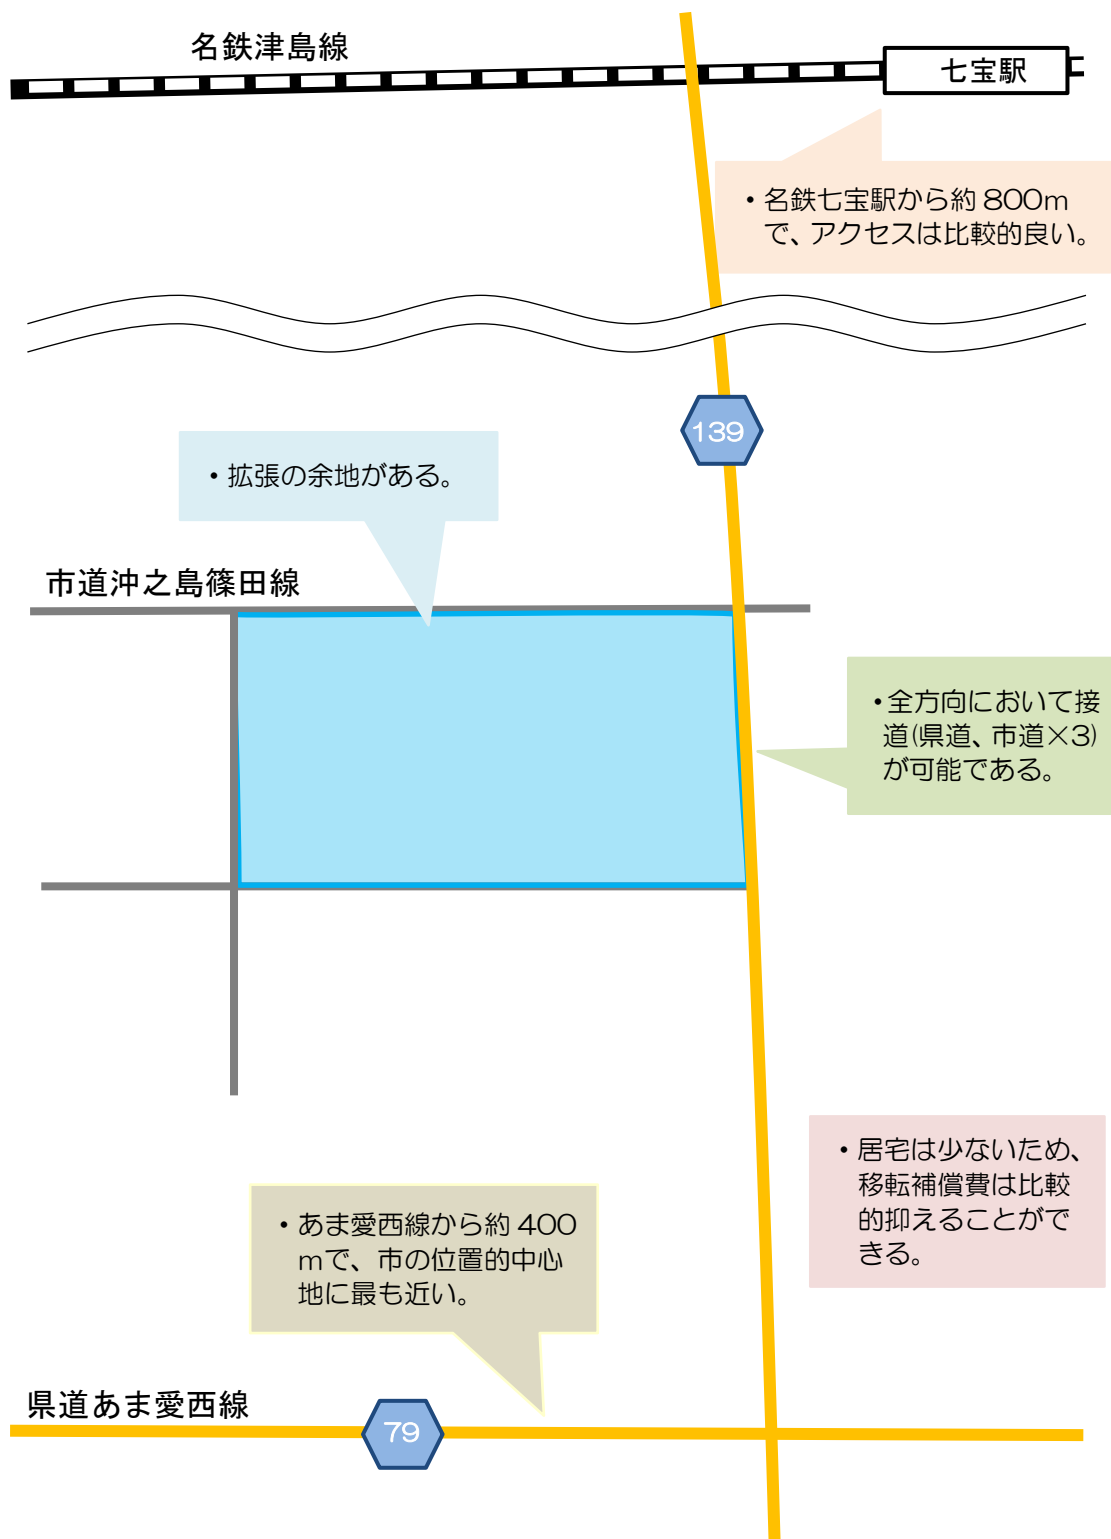 名鉄津島線
七宝駅
・名鉄七宝駅から約800m
で、アクセスは比較的良い。
139
・拡張の余地がある。
市道沖之島篠田線
・全方向において接
道(県道、市道×3)
が可能である。
・居宅は少ないため、
移転補償費は比較
的抑えることがで
きる。
・あま愛西線から約400
mで、市の位置的中心
地に最も近い。
県道あま愛西線
79